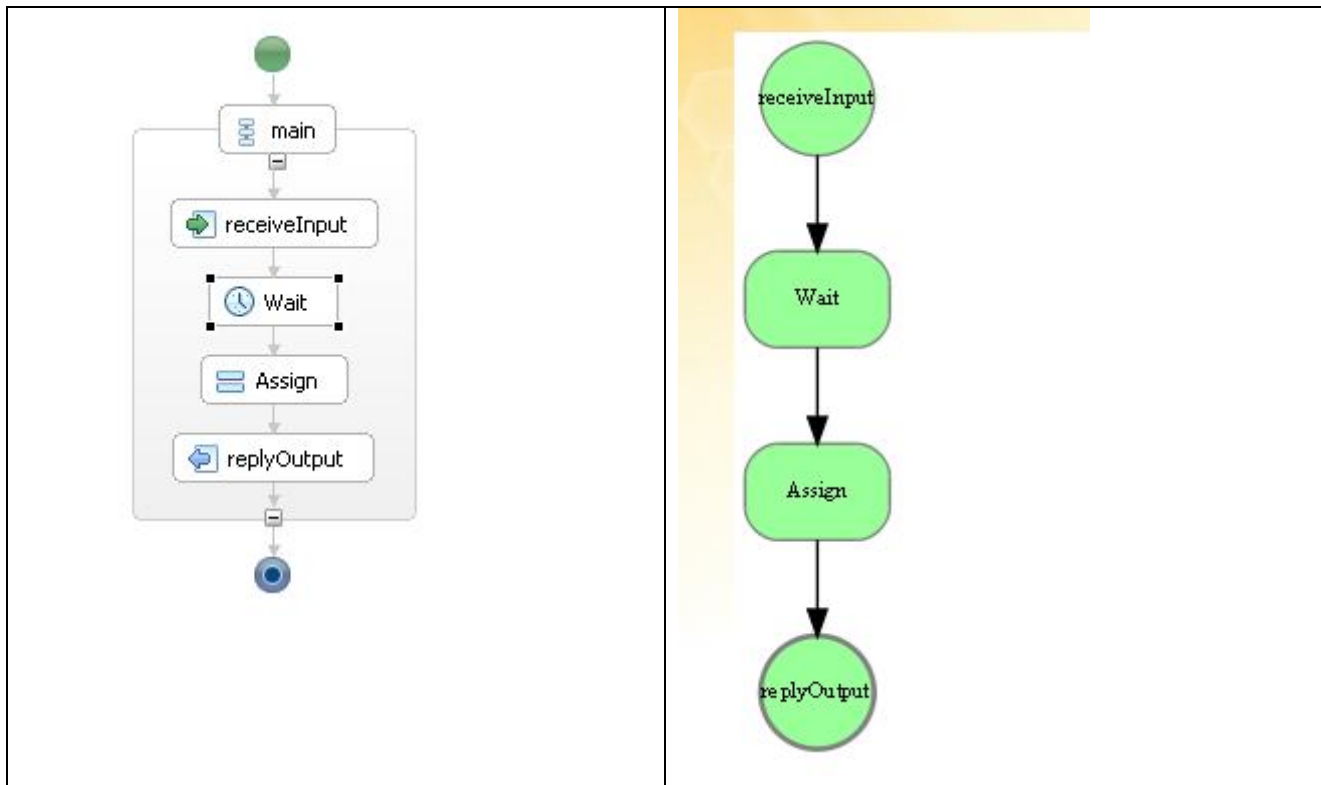 main
receiveInput
Wait
Assign
replyOutput
receiveInput
Wait
Assign
replyOutput